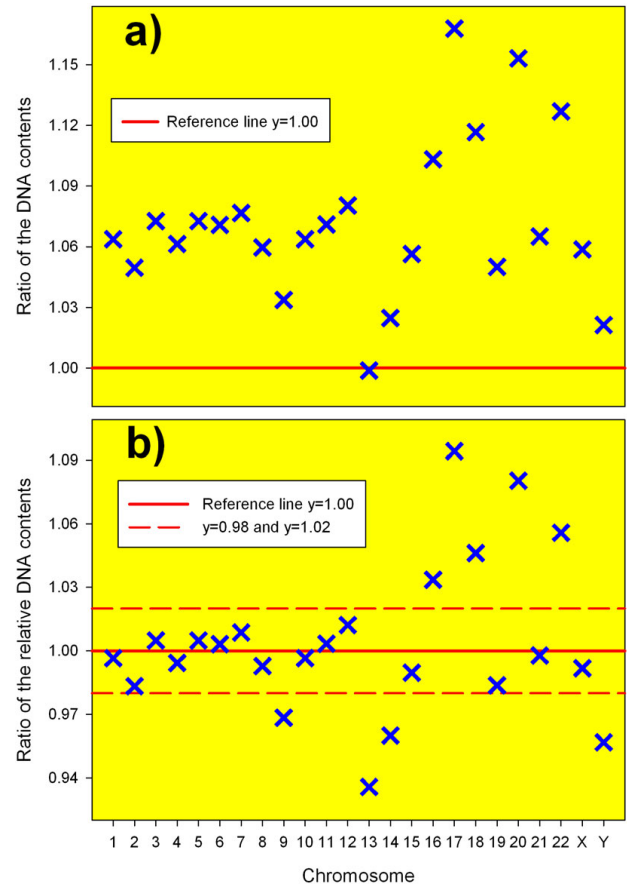 a)
1.15
1.12
1.09
1.06
1.03
1.00
Ratio of the DNA contents
Reference line y=1.00
b)
1.09
1.06
1.03
1.00
0.97
0.94
Ratio of the relative DNA contents
Reference line y=1.00
y=0.98 and y=1.02
1 2 3 4 5 6 7 8 9 10 11 12 13 14 15 16 17 18 19 20 21 22 X Y
Chromosome